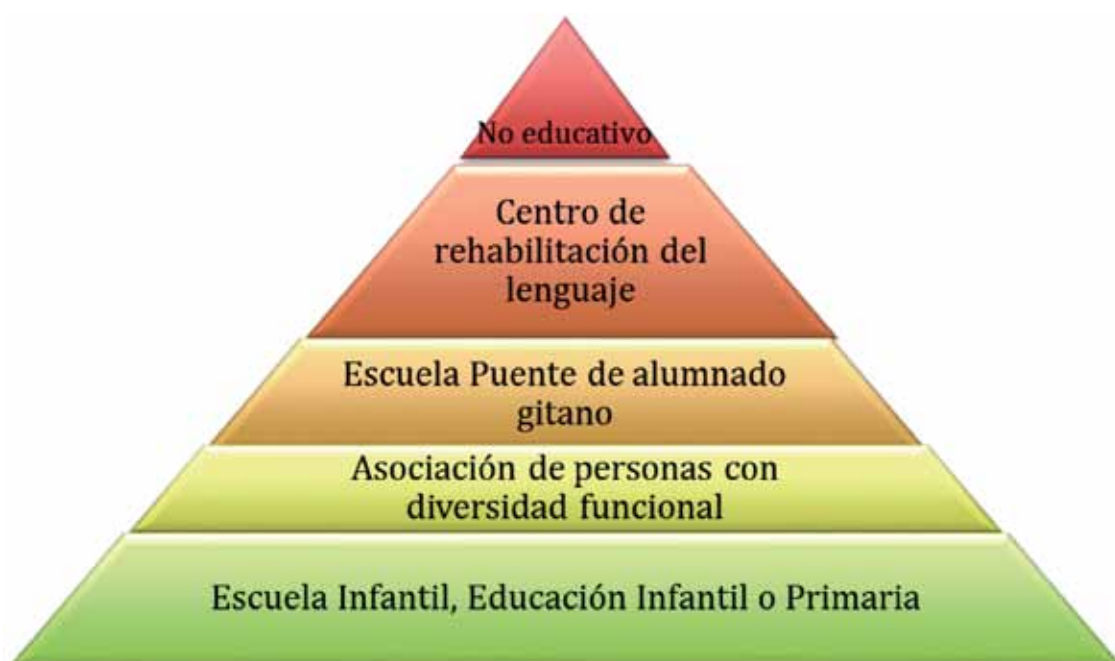 No educativo
Centro de
rehabilitación del
lenguaje
Escuela Puente de alumnado
gitano
Asociación de personas con
diversidad funcional
Escuela Infantil, Educación Infantil o Primaria